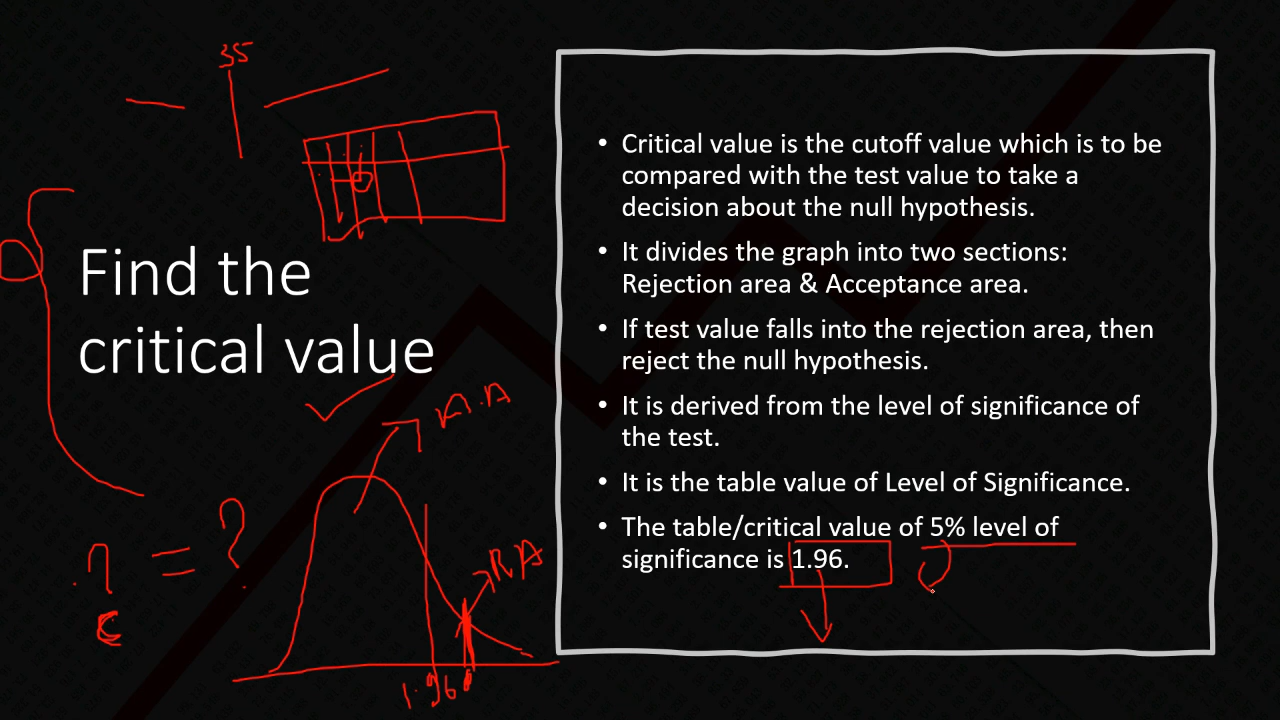 35
Find the
critical value
A.A
= ?
RA
1.96
• Critical value is the cutoff value which is to be
compared with the test value to take a
decision about the null hypothesis.
• It divides the graph into two sections:
Rejection area & Acceptance area.
• If test value falls into the rejection area, then
reject the null hypothesis.
• It is derived from the level of significance of
the test.
• It is the table value of Level of Significance.
• The table/critical value of 5% level of
significance is 1.96.